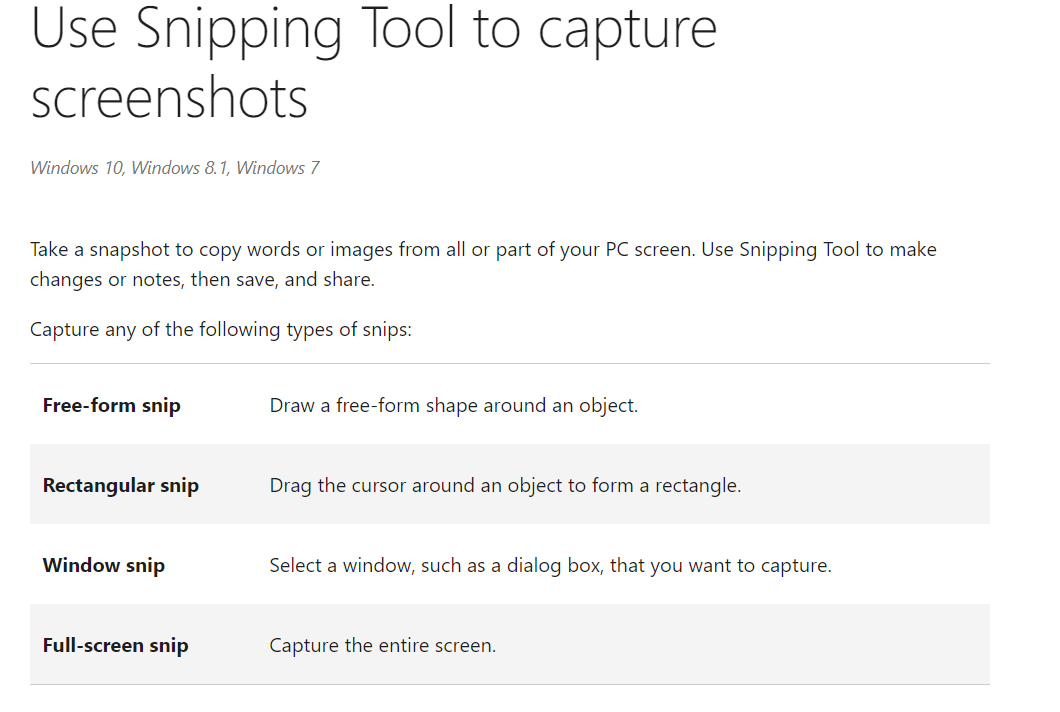 Use Snipping Tool to capture
screenshots
Windows 10, Windows 8.1, Windows 7
Take a snapshot to copy words or images from all or part of your PC screen. Use Snipping Tool to make
changes or notes, then save, and share.
Capture any of the following types of snips:
Free-form snip Draw a free-form shape around an object.
Rectangular snip Drag the cursor around an object to form a rectangle.
Window snip Select a window, such as a dialog box, that you want to capture.
Full-screen snip Capture the entire screen.